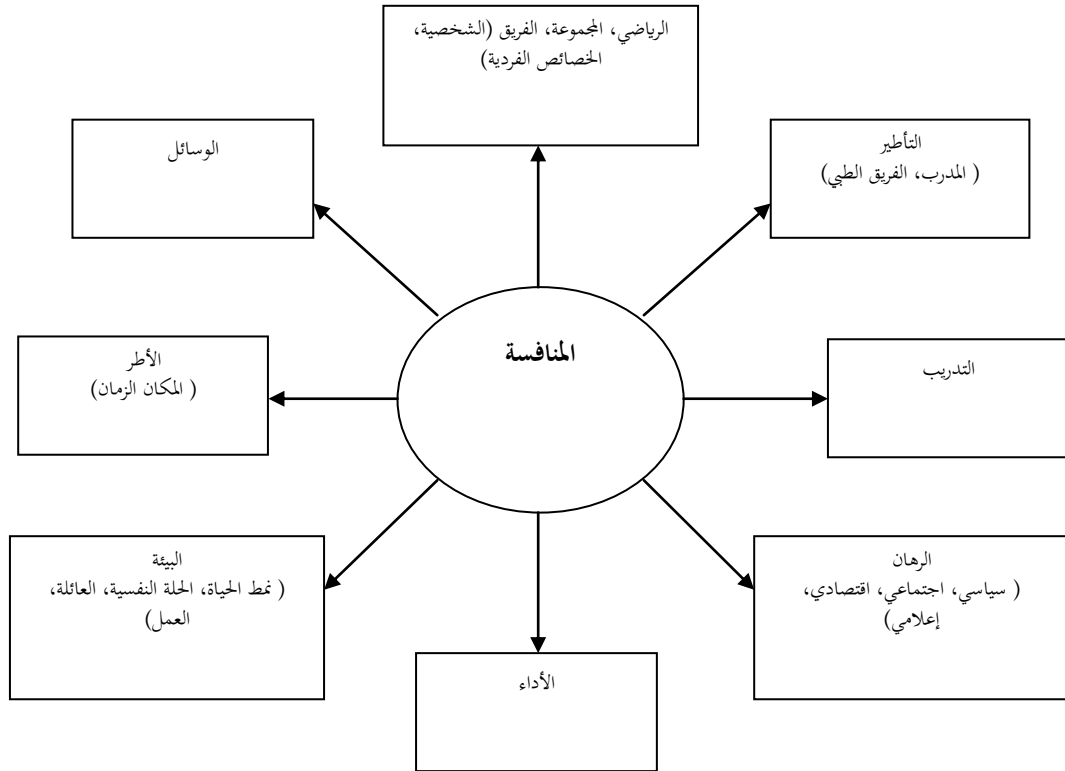 الرياضي، المجموعة، الفريق (الشخصية،
الخصائص الفردية)
التأطير
( المدرب، الفريق الطبي)
الوسائل
المنافسة
التدريب
الأطر
( المكان الزمان)
الرهان
( سياسي، اجتماعي، اقتصادي،
إعلامي)
البيئة
( نمط الحياة، الحلة النفسية، العائلة،
العمل)
الأداء